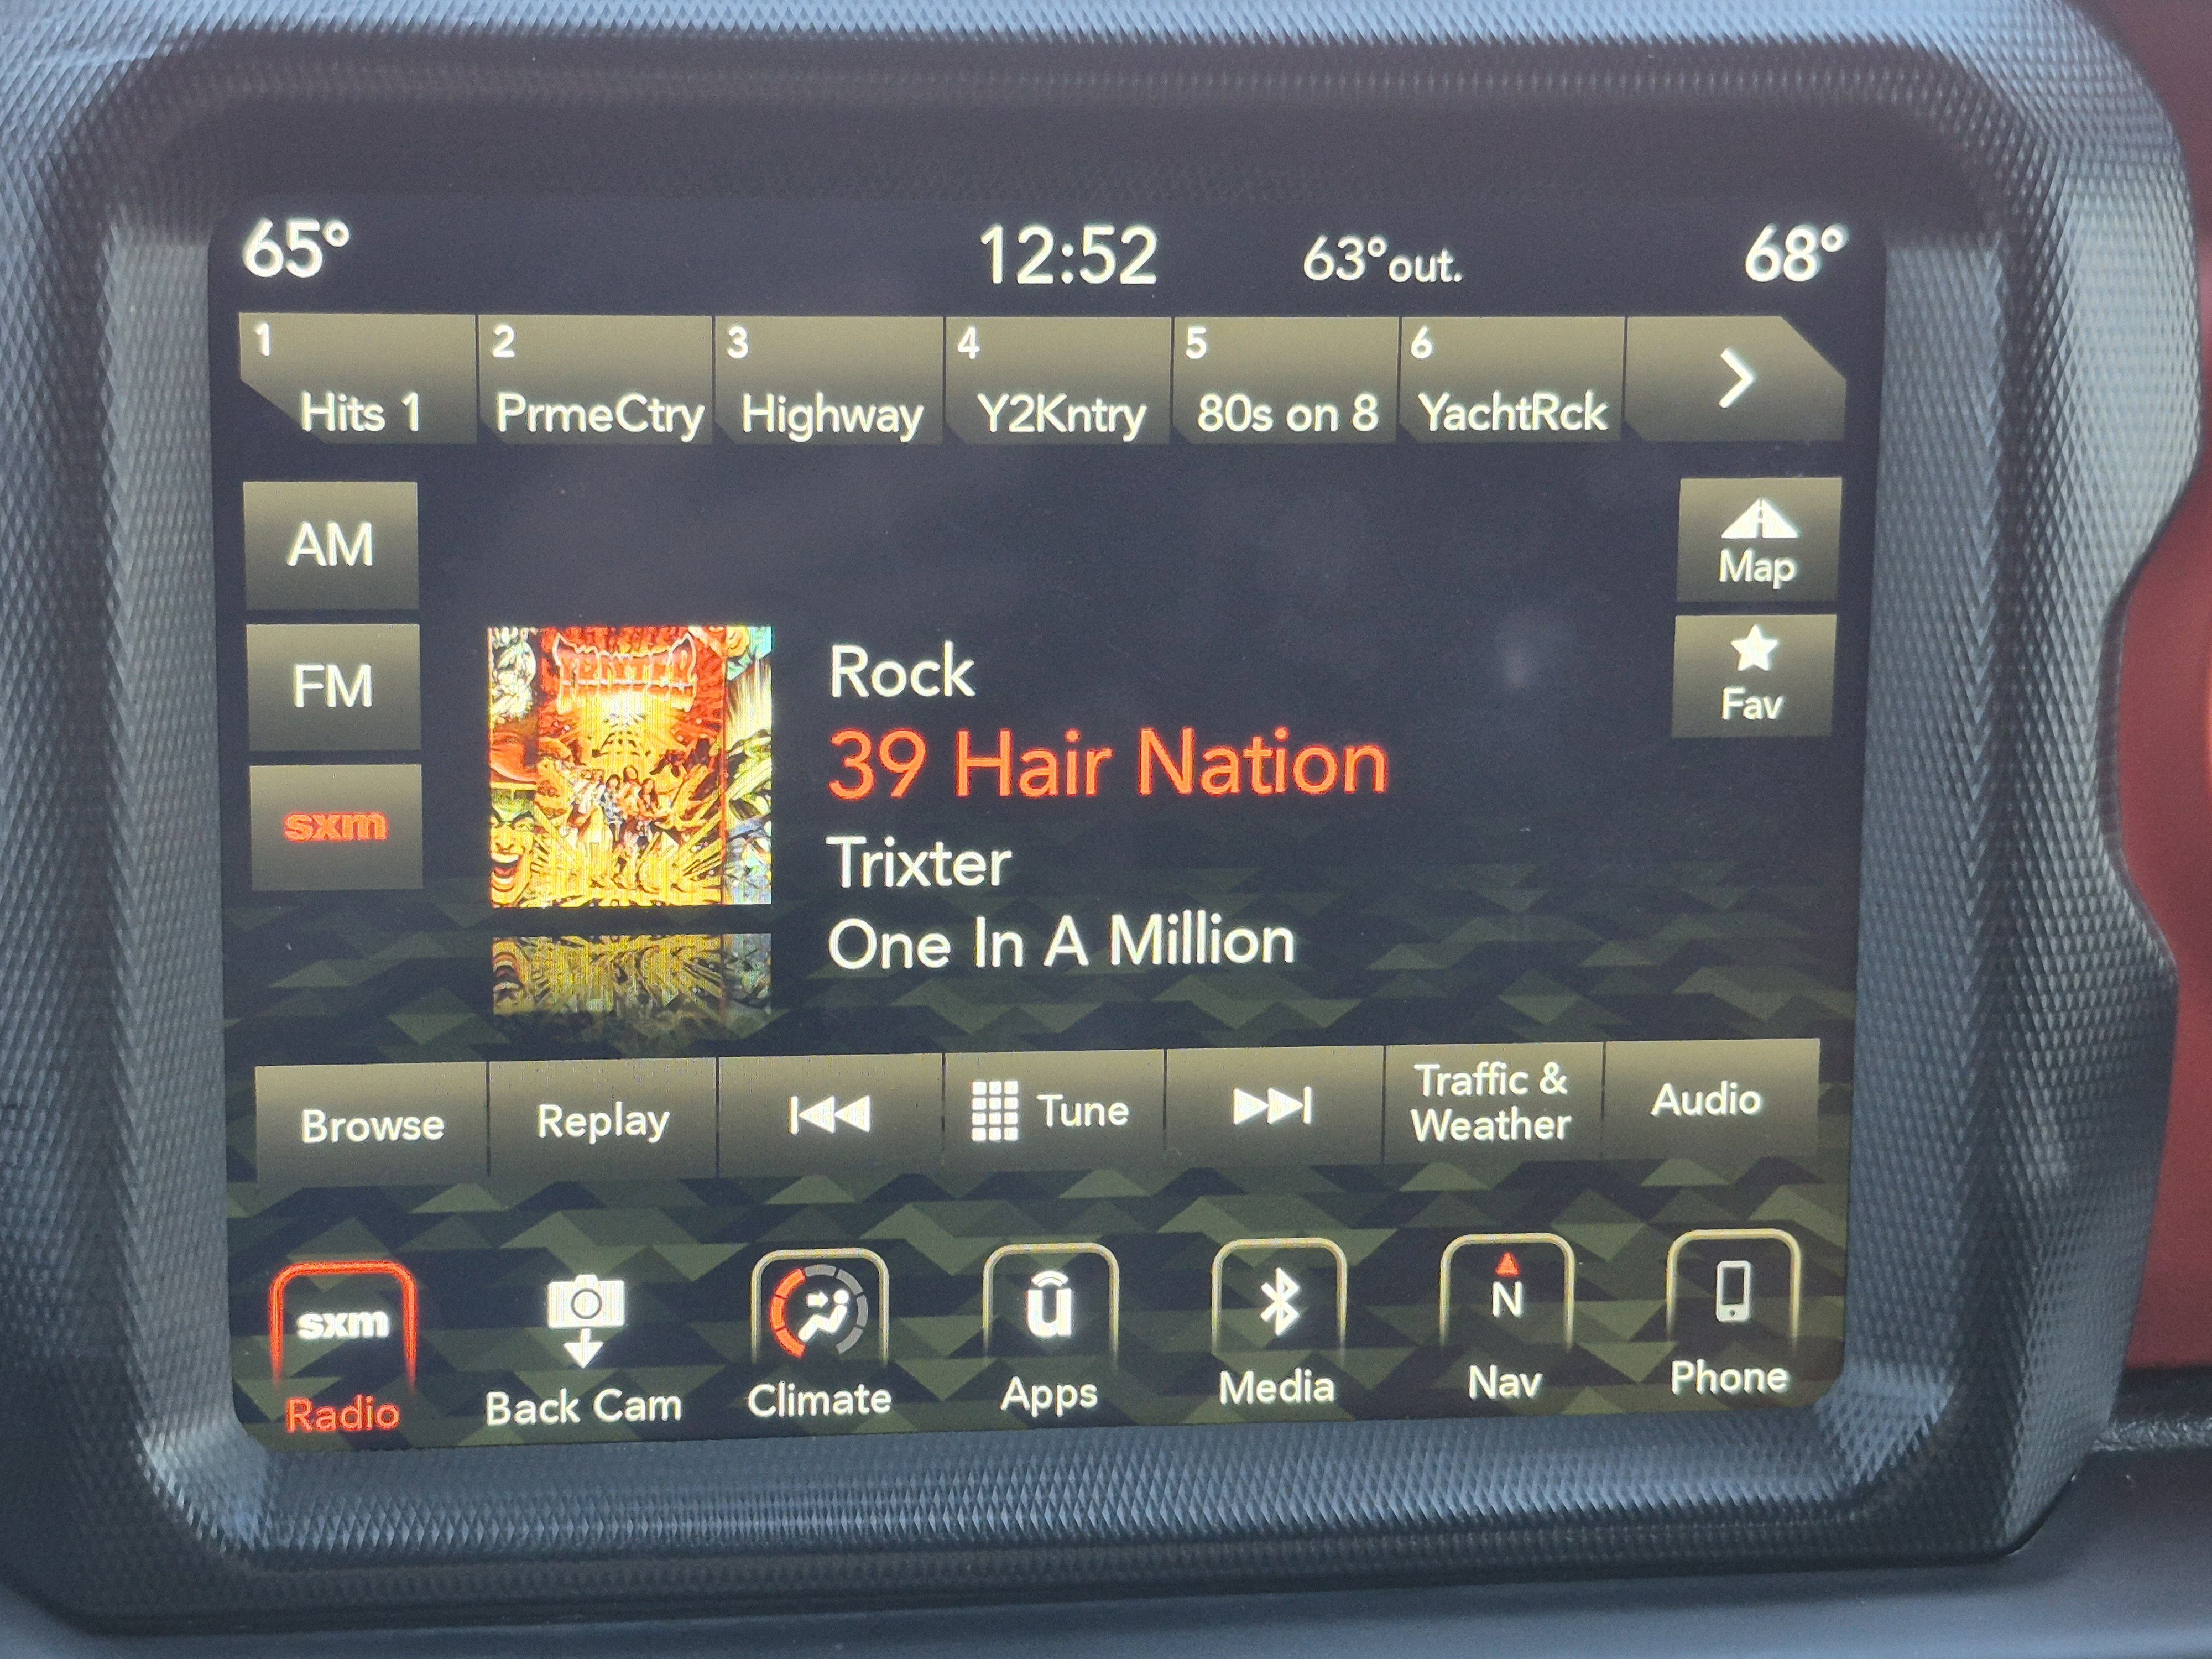 65° 12:52 63°out. 68°
1 2 3 4 5 6
Hits 1 PrmeCtry Highway Y2Kntry 80s on 8 YachtRck
AM
Map
FM
Fav
sxm
TRIXTER
Rock
39 Hair Nation
Trixter
One In A Million
Browse Replay Tune Traffic & Weather Audio
sxm u N
Radio Back Cam Climate Apps Media Nav Phone